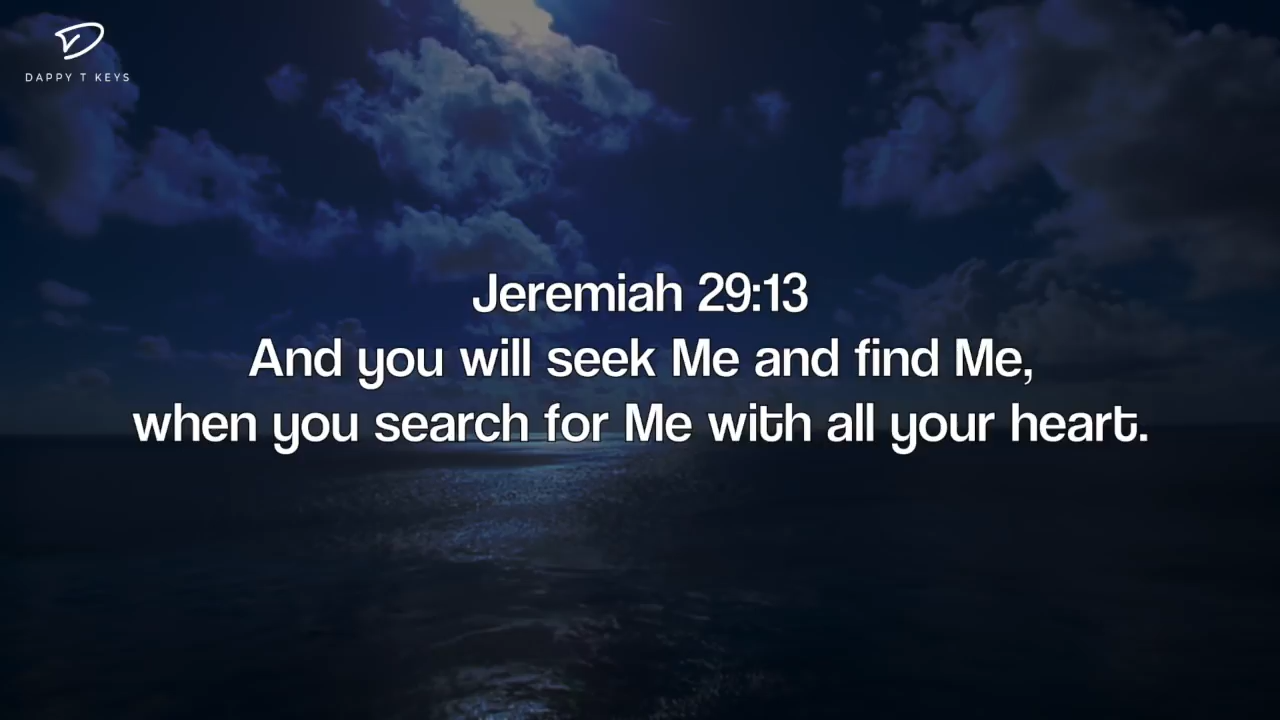 DAPPY T KEYS
Jeremiah 29:13
And you will seek Me and find Me,
when you search for Me with all your heart.